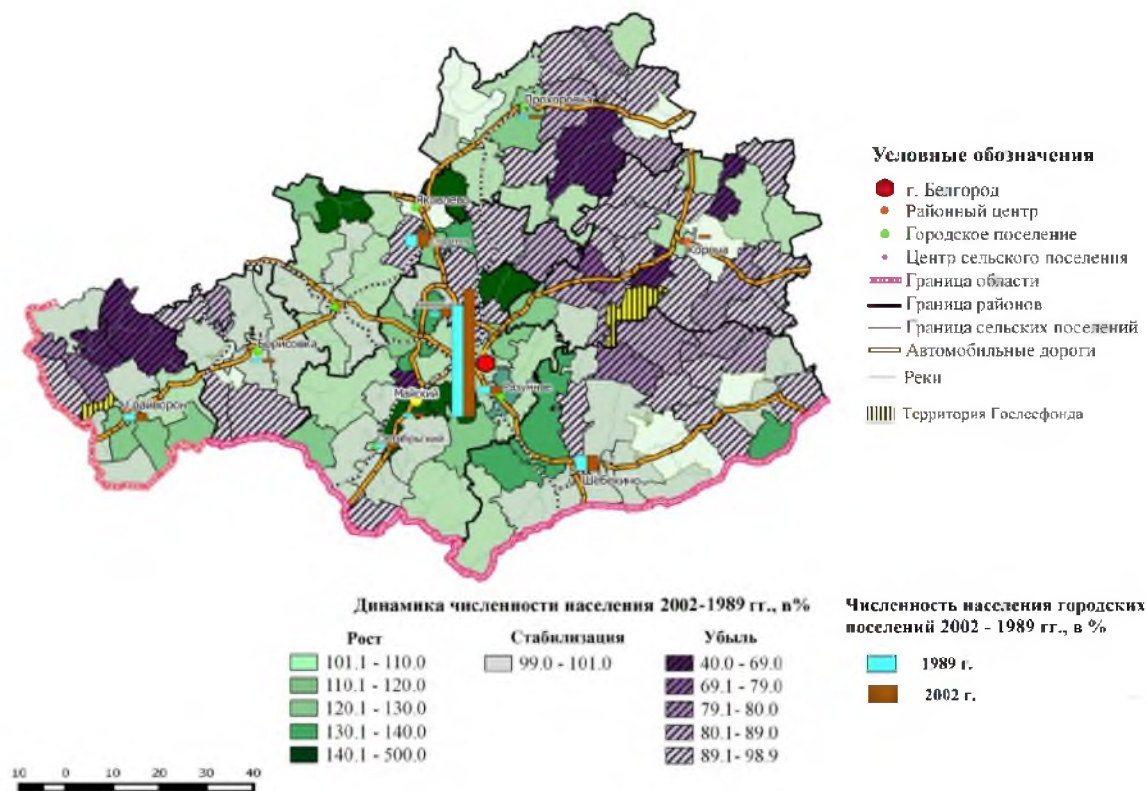 Прохоровка
Яковлево
Короча
Борисовка
Майский
Разумное
Грайворон
Октябрьский
Шебекино
Условные обозначения
г. Белгород
Районный центр
Городское поселение
Центр сельского поселения
Граница области
Граница районов
Граница сельских поселений
Автомобильные дороги
Реки
Территория Гослесфонда
Динамика численности населения 2002-1989 гг., в%
Рост
101.1 - 110.0
110.1 - 120.0
120.1 - 130.0
130.1 - 140.0
140.1 - 500.0
Стабилизация
99.0 - 101.0
Убыль
40.0 - 69.0
69.1 - 79.0
79.1- 80.0
80.1 - 89.0
89.1- 98.9
Численность населения городских
поселений 2002 - 1989 гг., в %
1989 г.
2002 г.
10 0 10 20 30 40